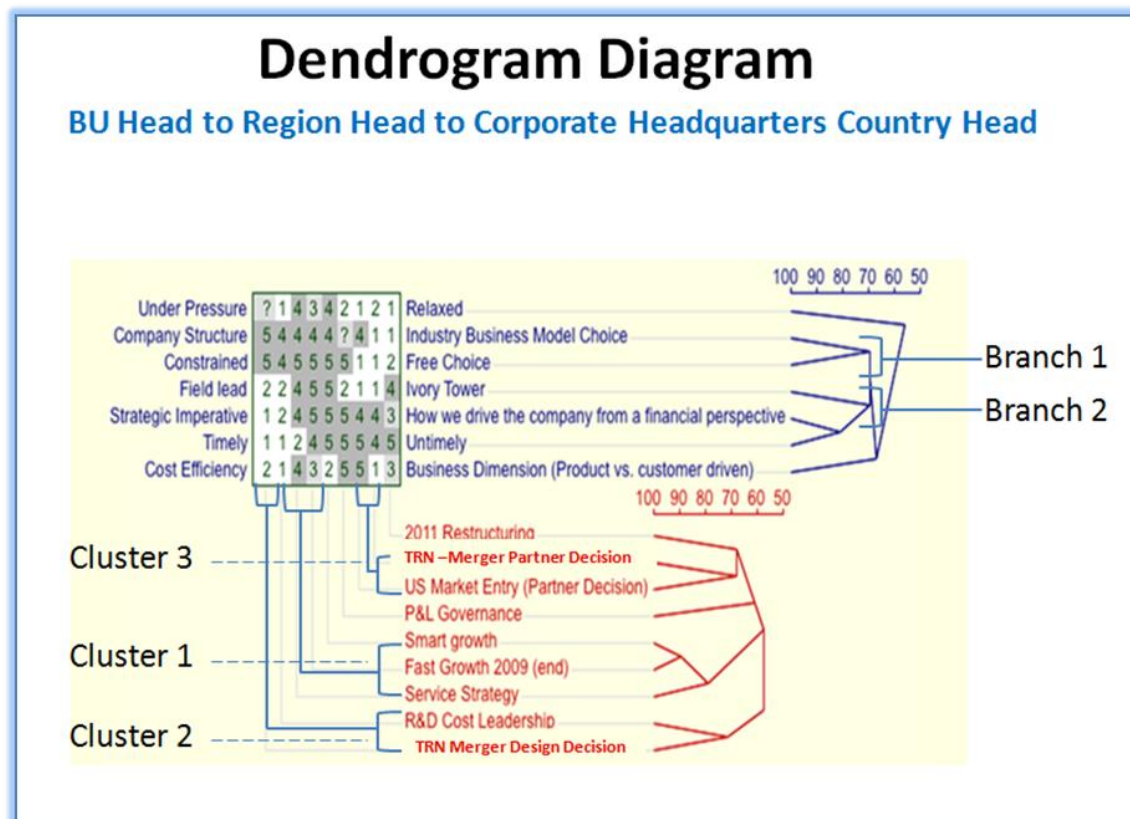 Dendrogram Diagram
BU Head to Region Head to Corporate Headquarters Country Head
100 90 80 70 60 50
Under Pressure ? 1 4 3 4 2 1 2 1 Relaxed
Company Structure 5 4 4 4 4 ? 4 1 1 Industry Business Model Choice
Constrained 5 4 5 5 5 5 1 1 2 Free Choice
Branch 1
Field lead 2 2 4 5 5 2 1 1 4 Ivory Tower
Strategic Imperative 1 2 4 5 5 5 4 4 3 How we drive the company from a financial perspective
Branch 2
Timely 1 1 2 4 5 5 5 4 5 Untimely
Cost Efficiency 2 1 4 3 2 5 5 1 3 Business Dimension (Product vs. customer driven)
100 90 80 70 60 50
2011 Restructuring
Cluster 3
TRN –Merger Partner Decision
US Market Entry (Partner Decision)
P&L Governance
Smart growth
Cluster 1
Fast Growth 2009 (end)
Service Strategy
R&D Cost Leadership
Cluster 2
TRN Merger Design Decision